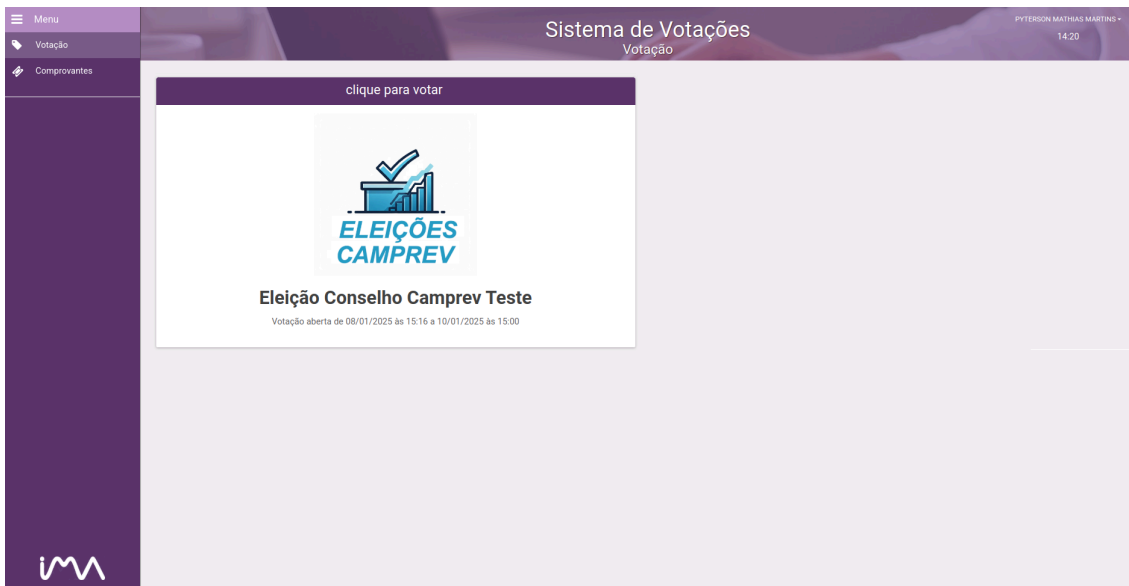 Menu
Votação
Comprovantes
Sistema de Votações
Votação
PYTERSON MATHIAS MARTINS
14:20
clique para votar
ELEIÇÕES
CAMPREV
Eleição Conselho Camprev Teste
Votação aberta de 08/01/2025 às 15:16 a 10/01/2025 às 15:00
ima